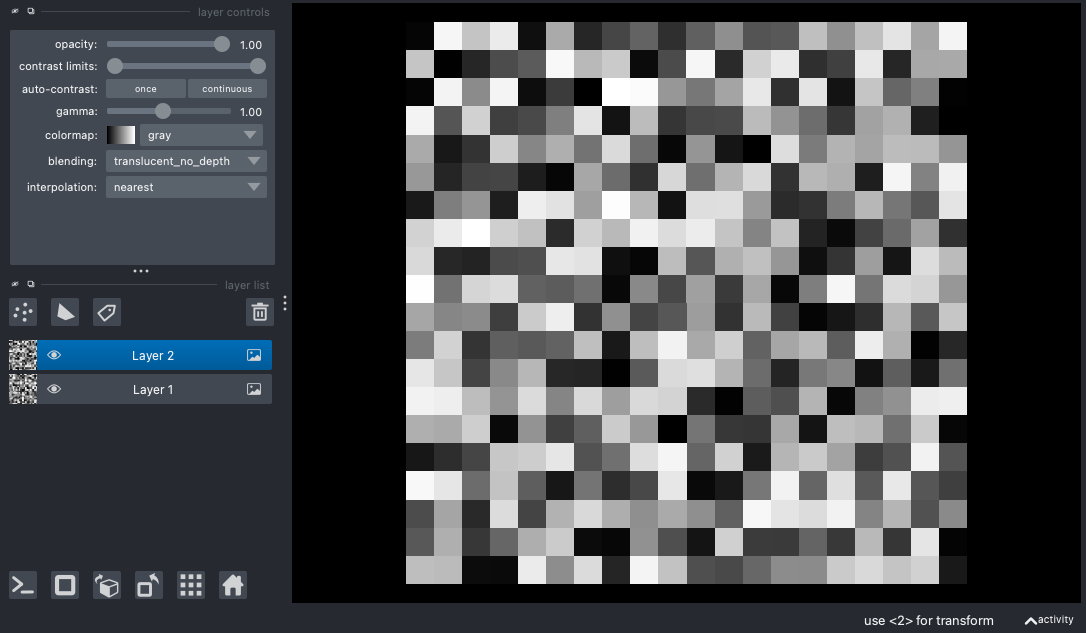 layer controls
opacity: 1.00
contrast limits:
auto-contrast: once continuous
gamma: 1.00
colormap: gray
blending: translucent_no_depth
interpolation: nearest
layer list
Layer 2
Layer 1
use <2> for transform activity